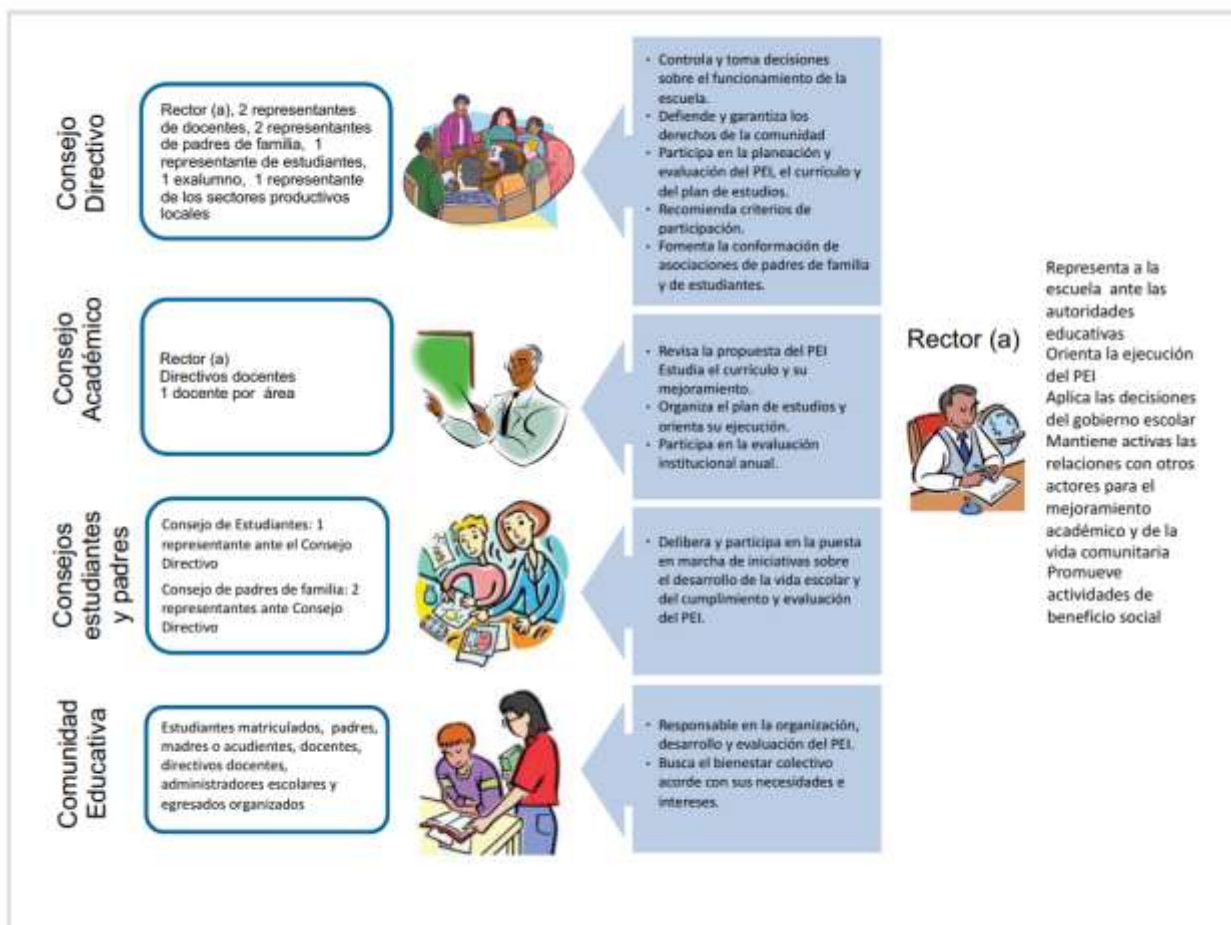 Consejo
Directivo
Rector (a), 2 representantes
de docentes, 2 representantes
de padres de familia, 1
representante de estudiantes,
1 exalumno, 1 representante
de los sectores productivos
locales
• Controla y toma decisiones
sobre el funcionamiento de la
escuela.
• Defiende y garantiza los
derechos de la comunidad
• Participa en la planeación y
evaluación del PEI, el currículo y
del plan de estudios.
• Recomienda criterios de
participación.
• Fomenta la conformación de
asociaciones de padres de familia
y de estudiantes.
Consejo
Académico
Rector (a)
Directivos docentes
1 docente por área
• Revisa la propuesta del PEI
Estudia el currículo y su
mejoramiento.
• Organiza el plan de estudios y
orienta su ejecución.
• Participa en la evaluación
institucional anual.
Consejos
estudiantes
y padres
Consejo de Estudiantes: 1
representante ante el Consejo
Directivo
Consejo de padres de familia: 2
representantes ante Consejo
Directivo
• Delibera y participa en la puesta
en marcha de iniciativas sobre
el desarrollo de la vida escolar y
del cumplimiento y evaluación
del PEI.
Comunidad
Educativa
Estudiantes matriculados, padres,
madres o acudientes, docentes,
directivos docentes,
administradores escolares y
egresados organizados
• Responsable en la organización,
desarrollo y evaluación del PEI.
• Busca el bienestar colectivo
acorde con sus necesidades e
intereses.
Rector (a)
Representa a la
escuela ante las
autoridades
educativas
Orienta la ejecución
del PEI
Aplica las decisiones
del gobierno escolar
Mantiene activas las
relaciones con otros
actores para el
mejoramiento
académico y de la
vida comunitaria
Promueve
actividades de
beneficio social